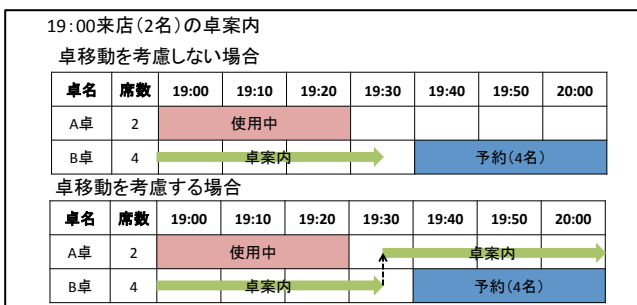 19:00来店(2名)の卓案内
卓移動を考慮しない場合
卓名 席数 19:00 19:10 19:20 19:30 19:40 19:50 20:00
A卓 2 使用中
B卓 4 卓案内 予約(4名)
卓移動を考慮する場合
卓名 席数 19:00 19:10 19:20 19:30 19:40 19:50 20:00
A卓 2 使用中 卓案内
B卓 4 卓案内 予約(4名)